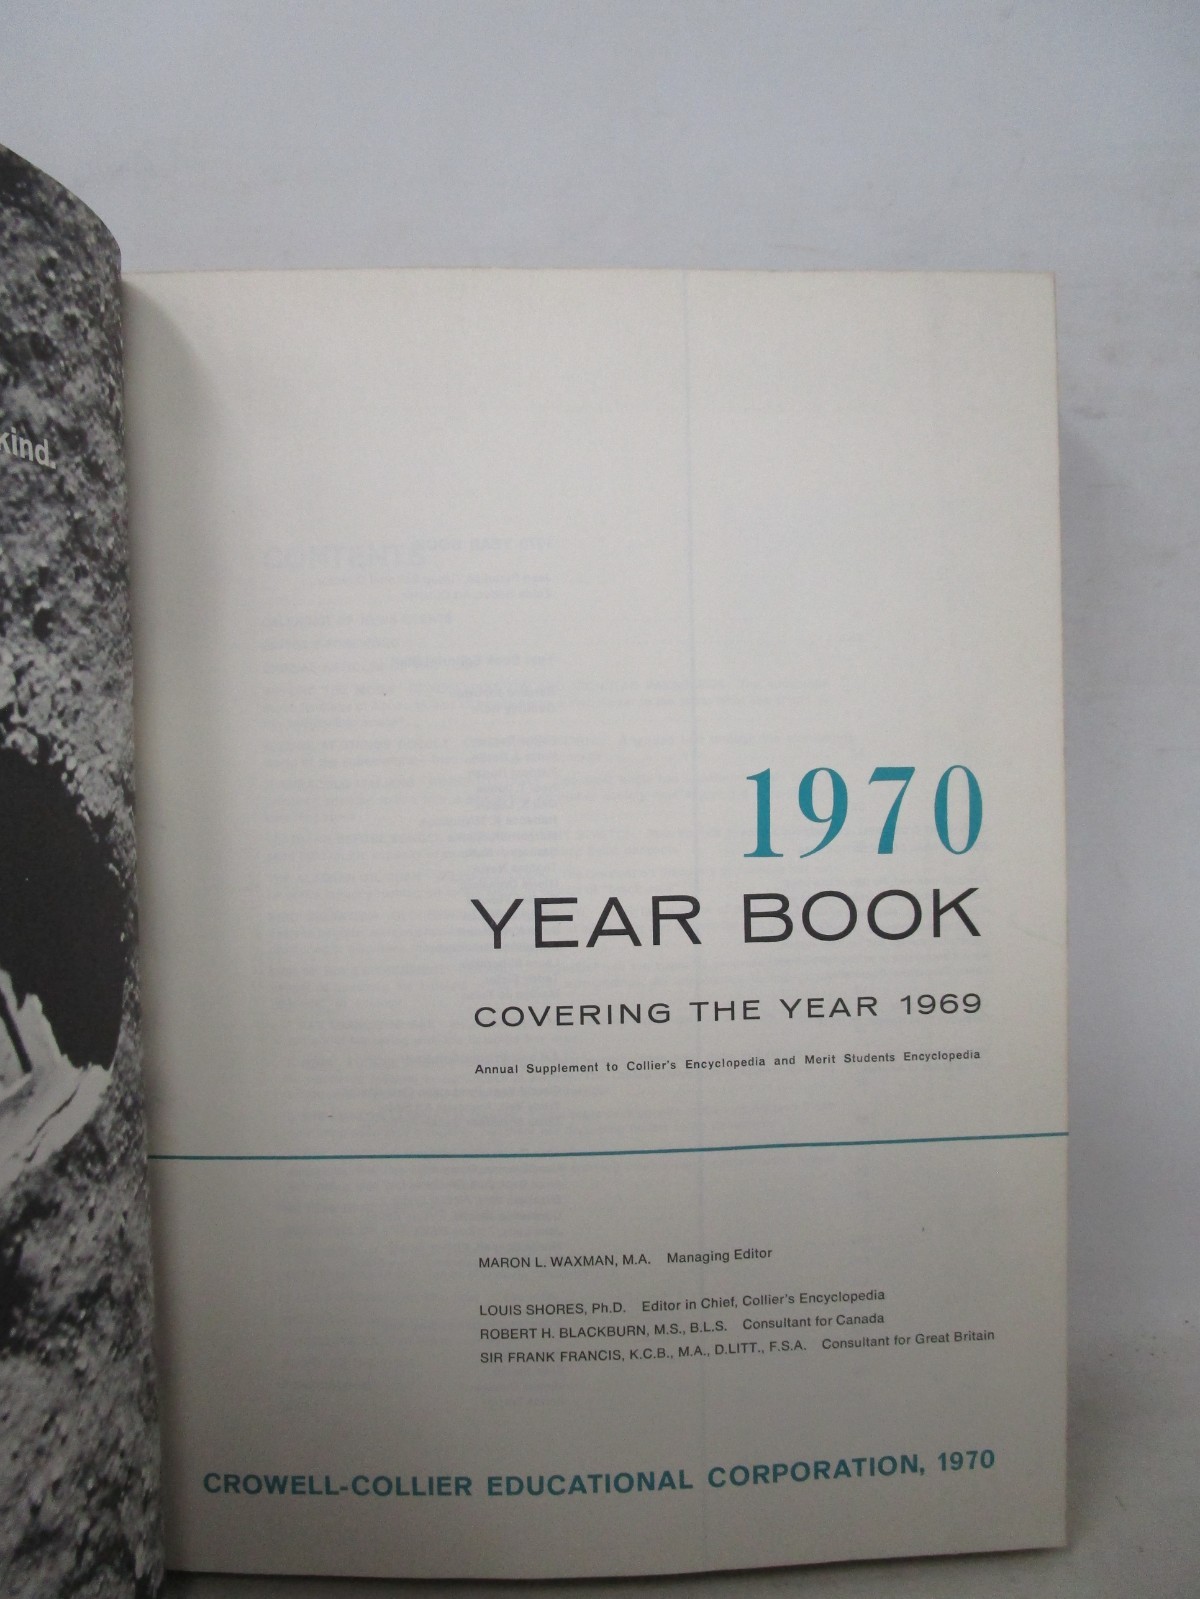 kind.
1970
YEAR BOOK
COVERING THE YEAR 1969
Annual Supplement to Collier's Encyclopedia and Merit Students Encyclopedia
MARON L. WAXMAN, M.A. Managing Editor
LOUIS SHORES, Ph.D. Editor in Chief, Collier's Encyclopedia
ROBERT H. BLACKBURN, M.S., B.L.S. Consultant for Canada
SIR FRANK FRANCIS, K.C.B., M.A., D.LITT., F.S.A. Consultant for Great Britain
CROWELL-COLLIER EDUCATIONAL CORPORATION, 1970